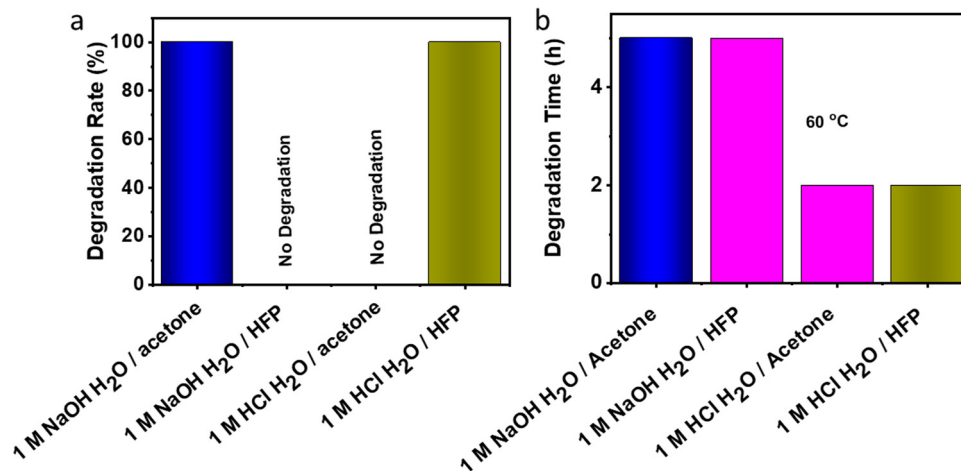 a
Degradation Rate (%)
100
80
60
40
20
0
No Degradation
No Degradation
1 M NaOH H₂O / acetone
1 M NaOH H₂O / HFP
1 M HCl H₂O / acetone
1 M HCl H₂O / HFP
b
Degradation Time (h)
4
2
0
60 °C
1 M NaOH H₂O / Acetone
1 M NaOH H₂O / HFP
1 M HCl H₂O / Acetone
1 M HCl H₂O / HFP